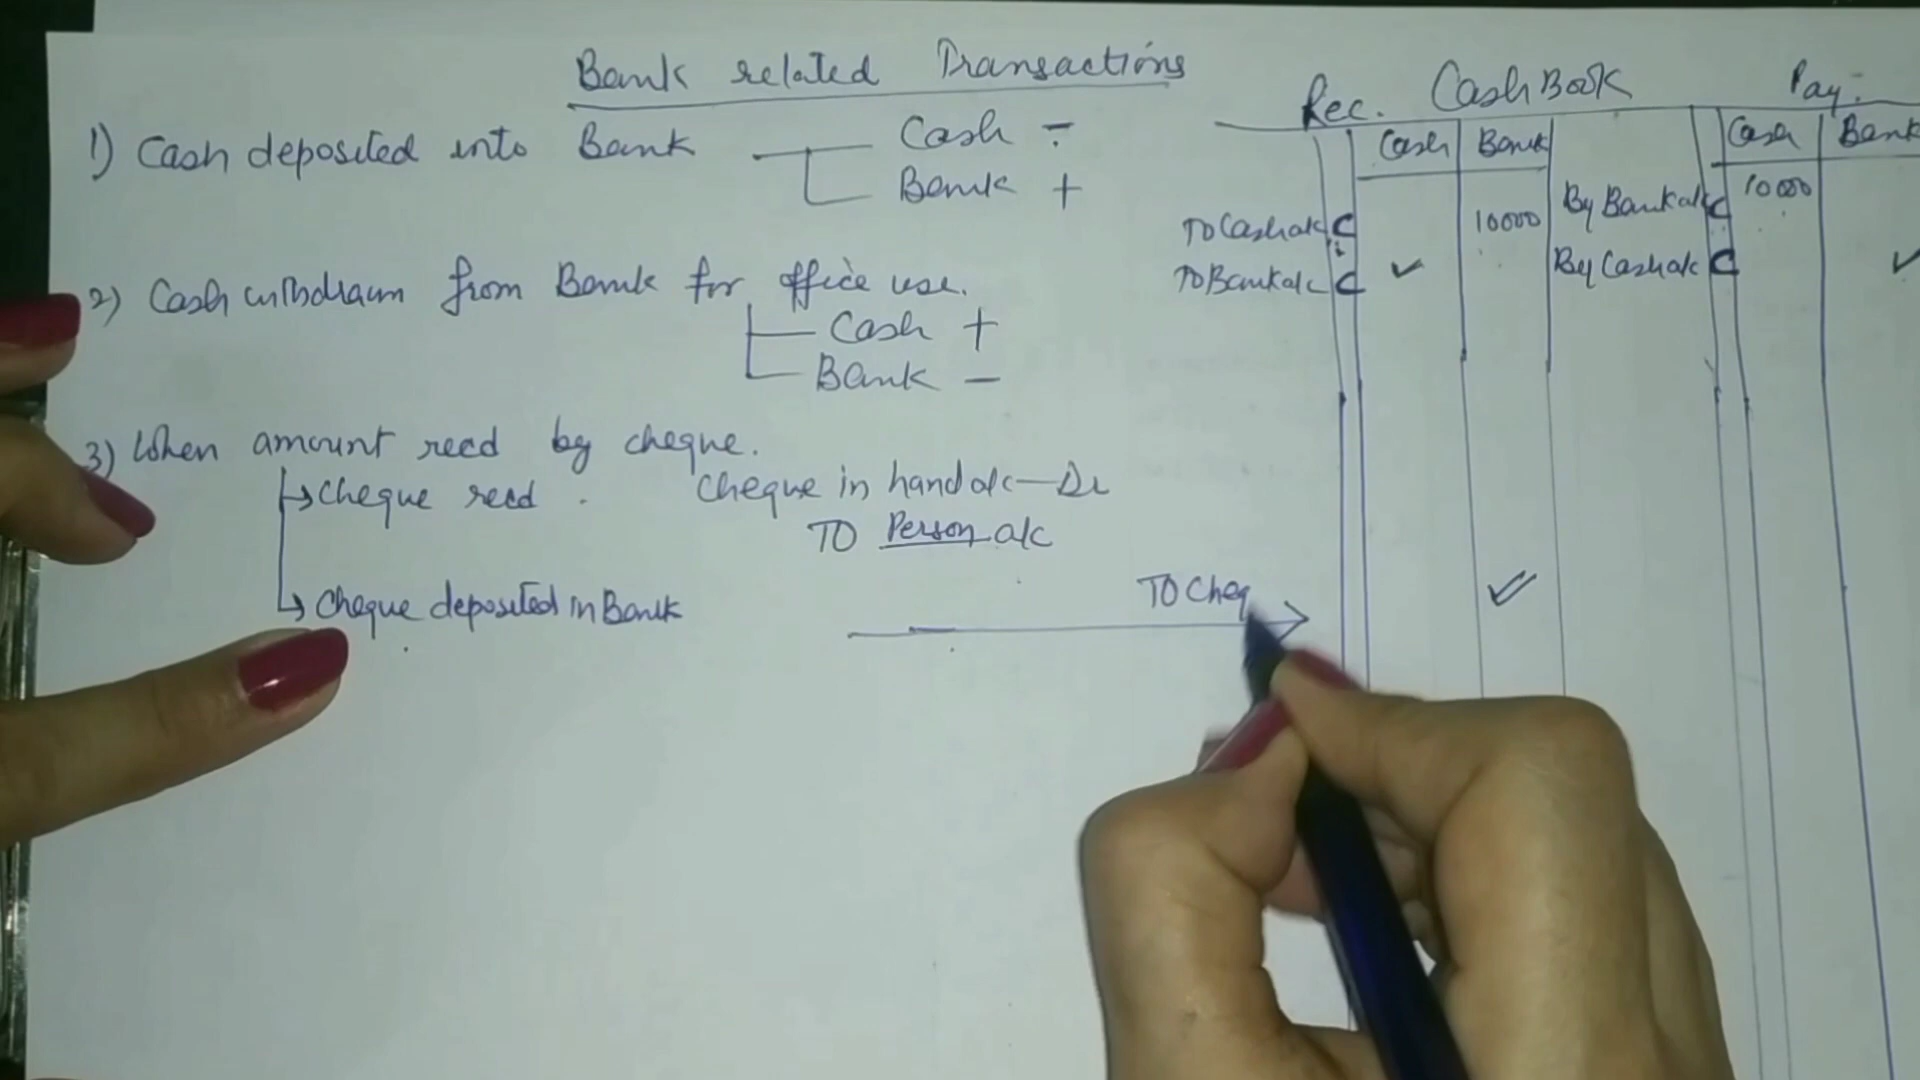 Bank related Transactions
1) Cash deposited into Bank
Cash -
Bank +
2) Cash withdrawn from Bank for office use.
Cash +
Bank -
3) When amount recd by cheque.
Cheque recd. Cheque in hand a/c - Dr
TO Person a/c
Cheque deposited in Bank
TO Cheq
Rec. Cash Book Pay.
Cash Bank Cash Bank
To Cash a/c C 10000 By Bank a/c C 10000
To Bank a/c C ✓ By Cash a/c C ✓
✓